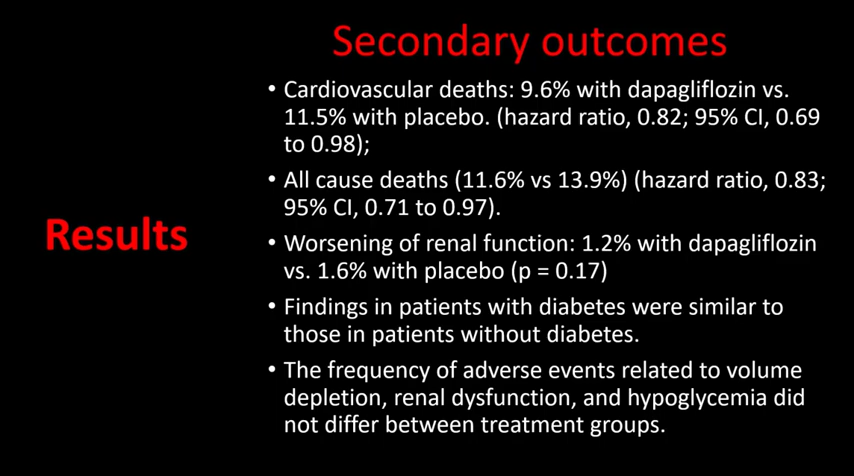 Secondary outcomes
• Cardiovascular deaths: 9.6% with dapagliflozin vs.
11.5% with placebo. (hazard ratio, 0.82; 95% CI, 0.69
to 0.98);
• All cause deaths (11.6% vs 13.9%) (hazard ratio, 0.83;
95% CI, 0.71 to 0.97).
Results
• Worsening of renal function: 1.2% with dapagliflozin
vs. 1.6% with placebo (p = 0.17)
• Findings in patients with diabetes were similar to
those in patients without diabetes.
• The frequency of adverse events related to volume
depletion, renal dysfunction, and hypoglycemia did
not differ between treatment groups.